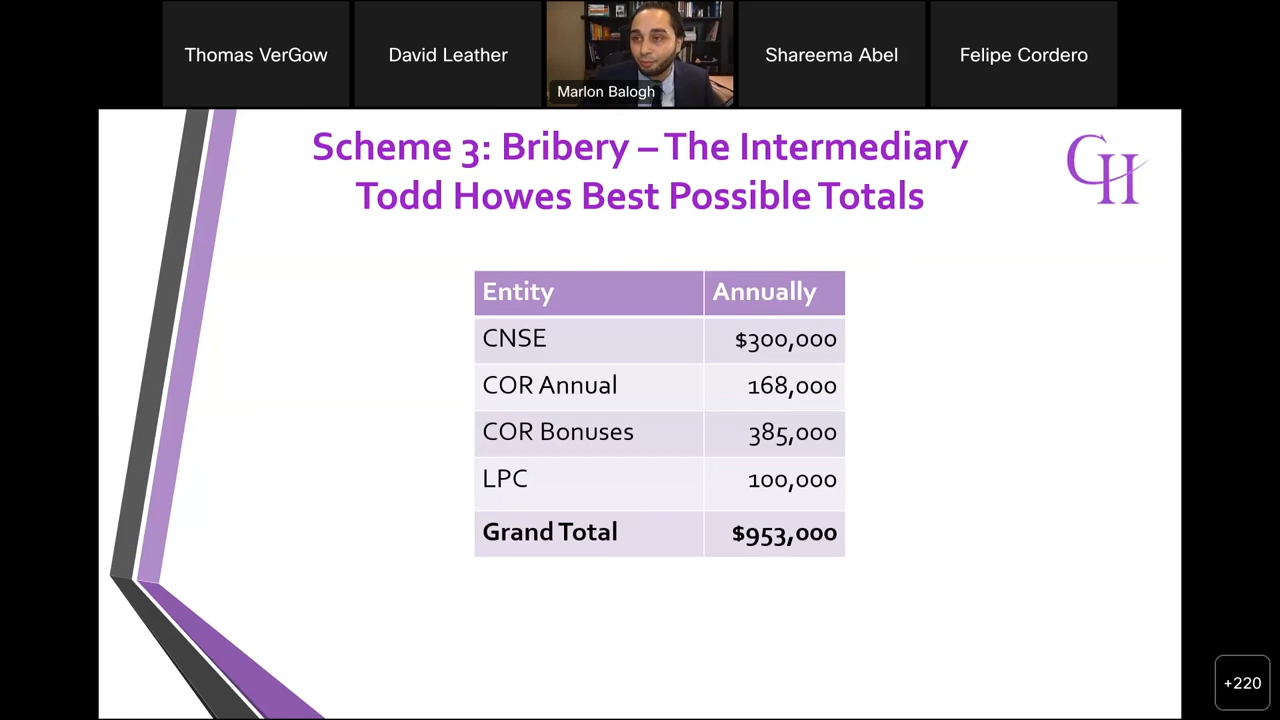 Thomas VerGow
David Leather
Marlon Balogh
Shareema Abel
Felipe Cordero
Scheme 3: Bribery – The Intermediary
Todd Howes Best Possible Totals
CH
Entity Annually
CNSE $300,000
COR Annual 168,000
COR Bonuses 385,000
LPC 100,000
Grand Total $953,000
+220